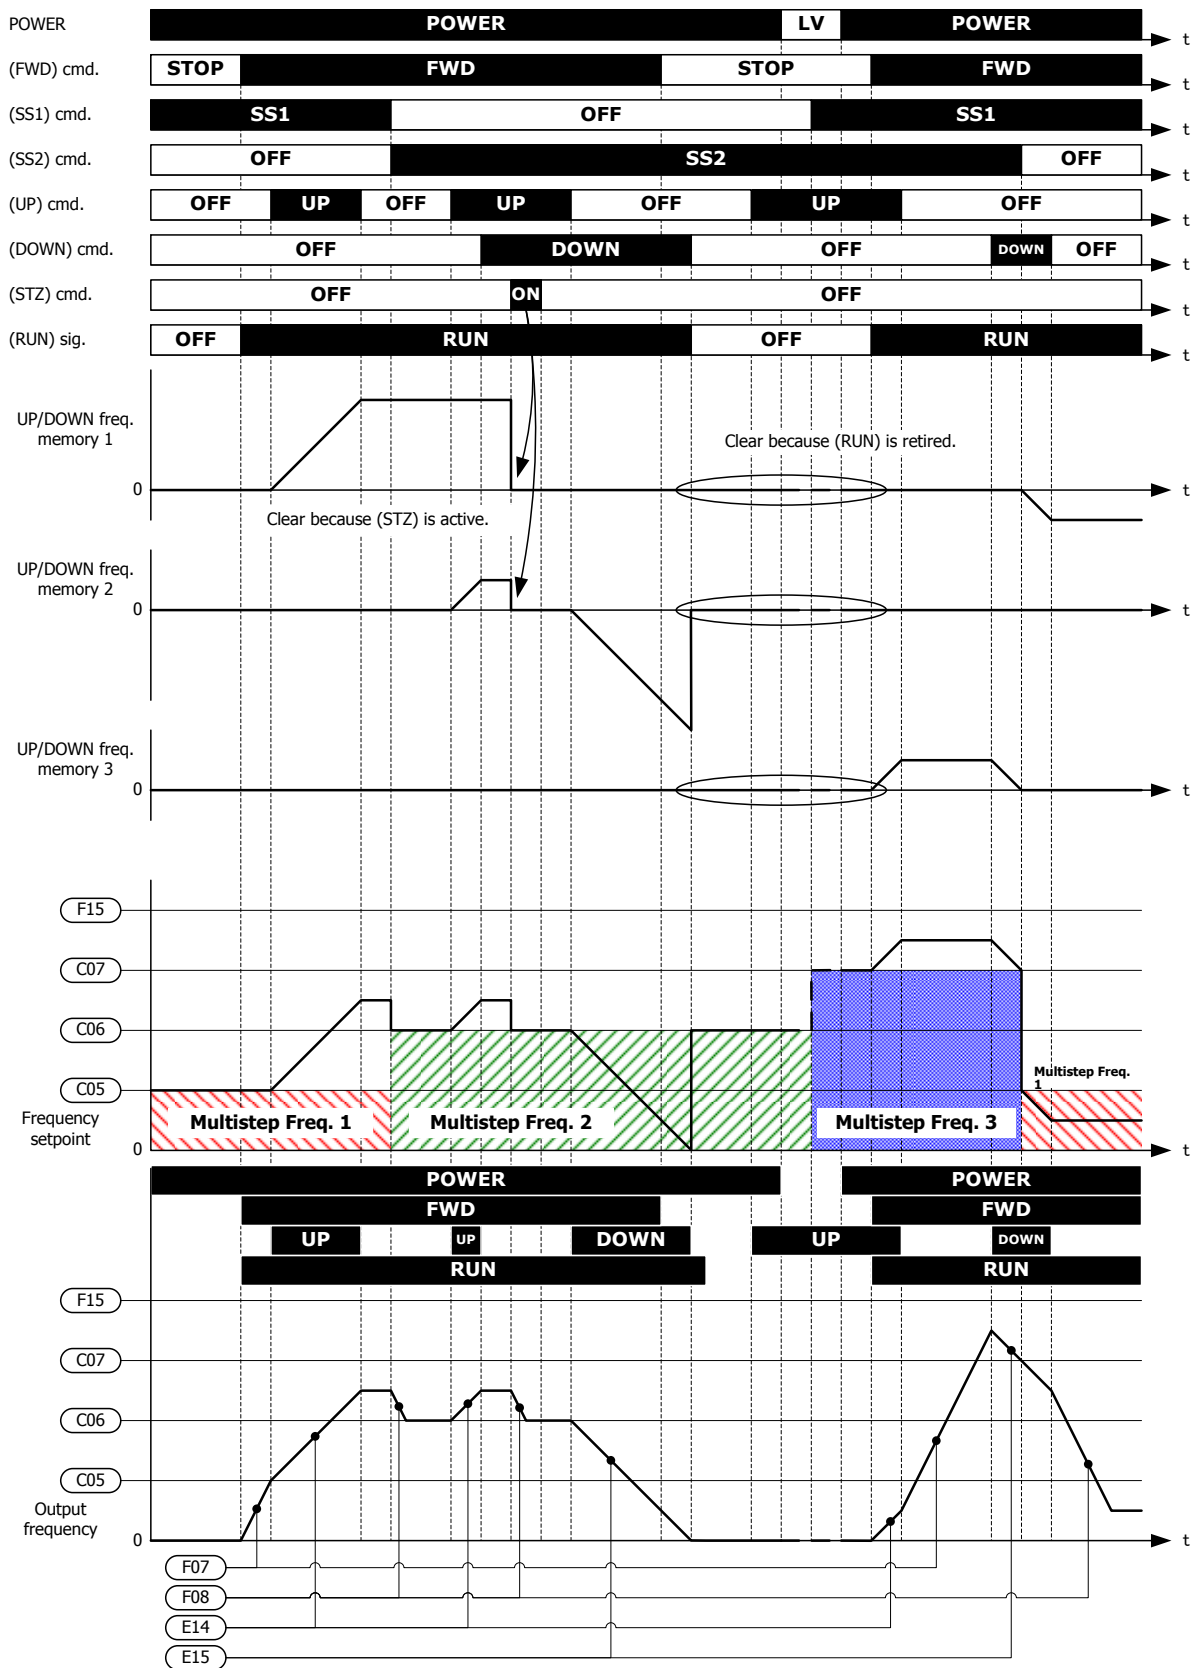 POWER POWER LV POWER t
(FWD) cmd. STOP FWD STOP FWD t
(SS1) cmd. SS1 OFF SS1 t
(SS2) cmd. OFF SS2 OFF t
(UP) cmd. OFF UP OFF UP OFF UP OFF t
(DOWN) cmd. OFF DOWN OFF DOWN OFF t
(STZ) cmd. OFF ON OFF t
(RUN) sig. OFF RUN OFF RUN t
UP/DOWN freq.
memory 1
Clear because (RUN) is retired.
0 t
Clear because (STZ) is active.
UP/DOWN freq.
memory 2
0 t
UP/DOWN freq.
memory 3
0 t
F15
C07
C06
C05
Multistep Freq.
1
Frequency
setpoint
Multistep Freq. 1 Multistep Freq. 2 Multistep Freq. 3
0 t
POWER POWER
FWD FWD
UP UP DOWN UP DOWN
RUN RUN
F15
C07
C06
C05
Output
frequency
0 t
F07
F08
E14
E15